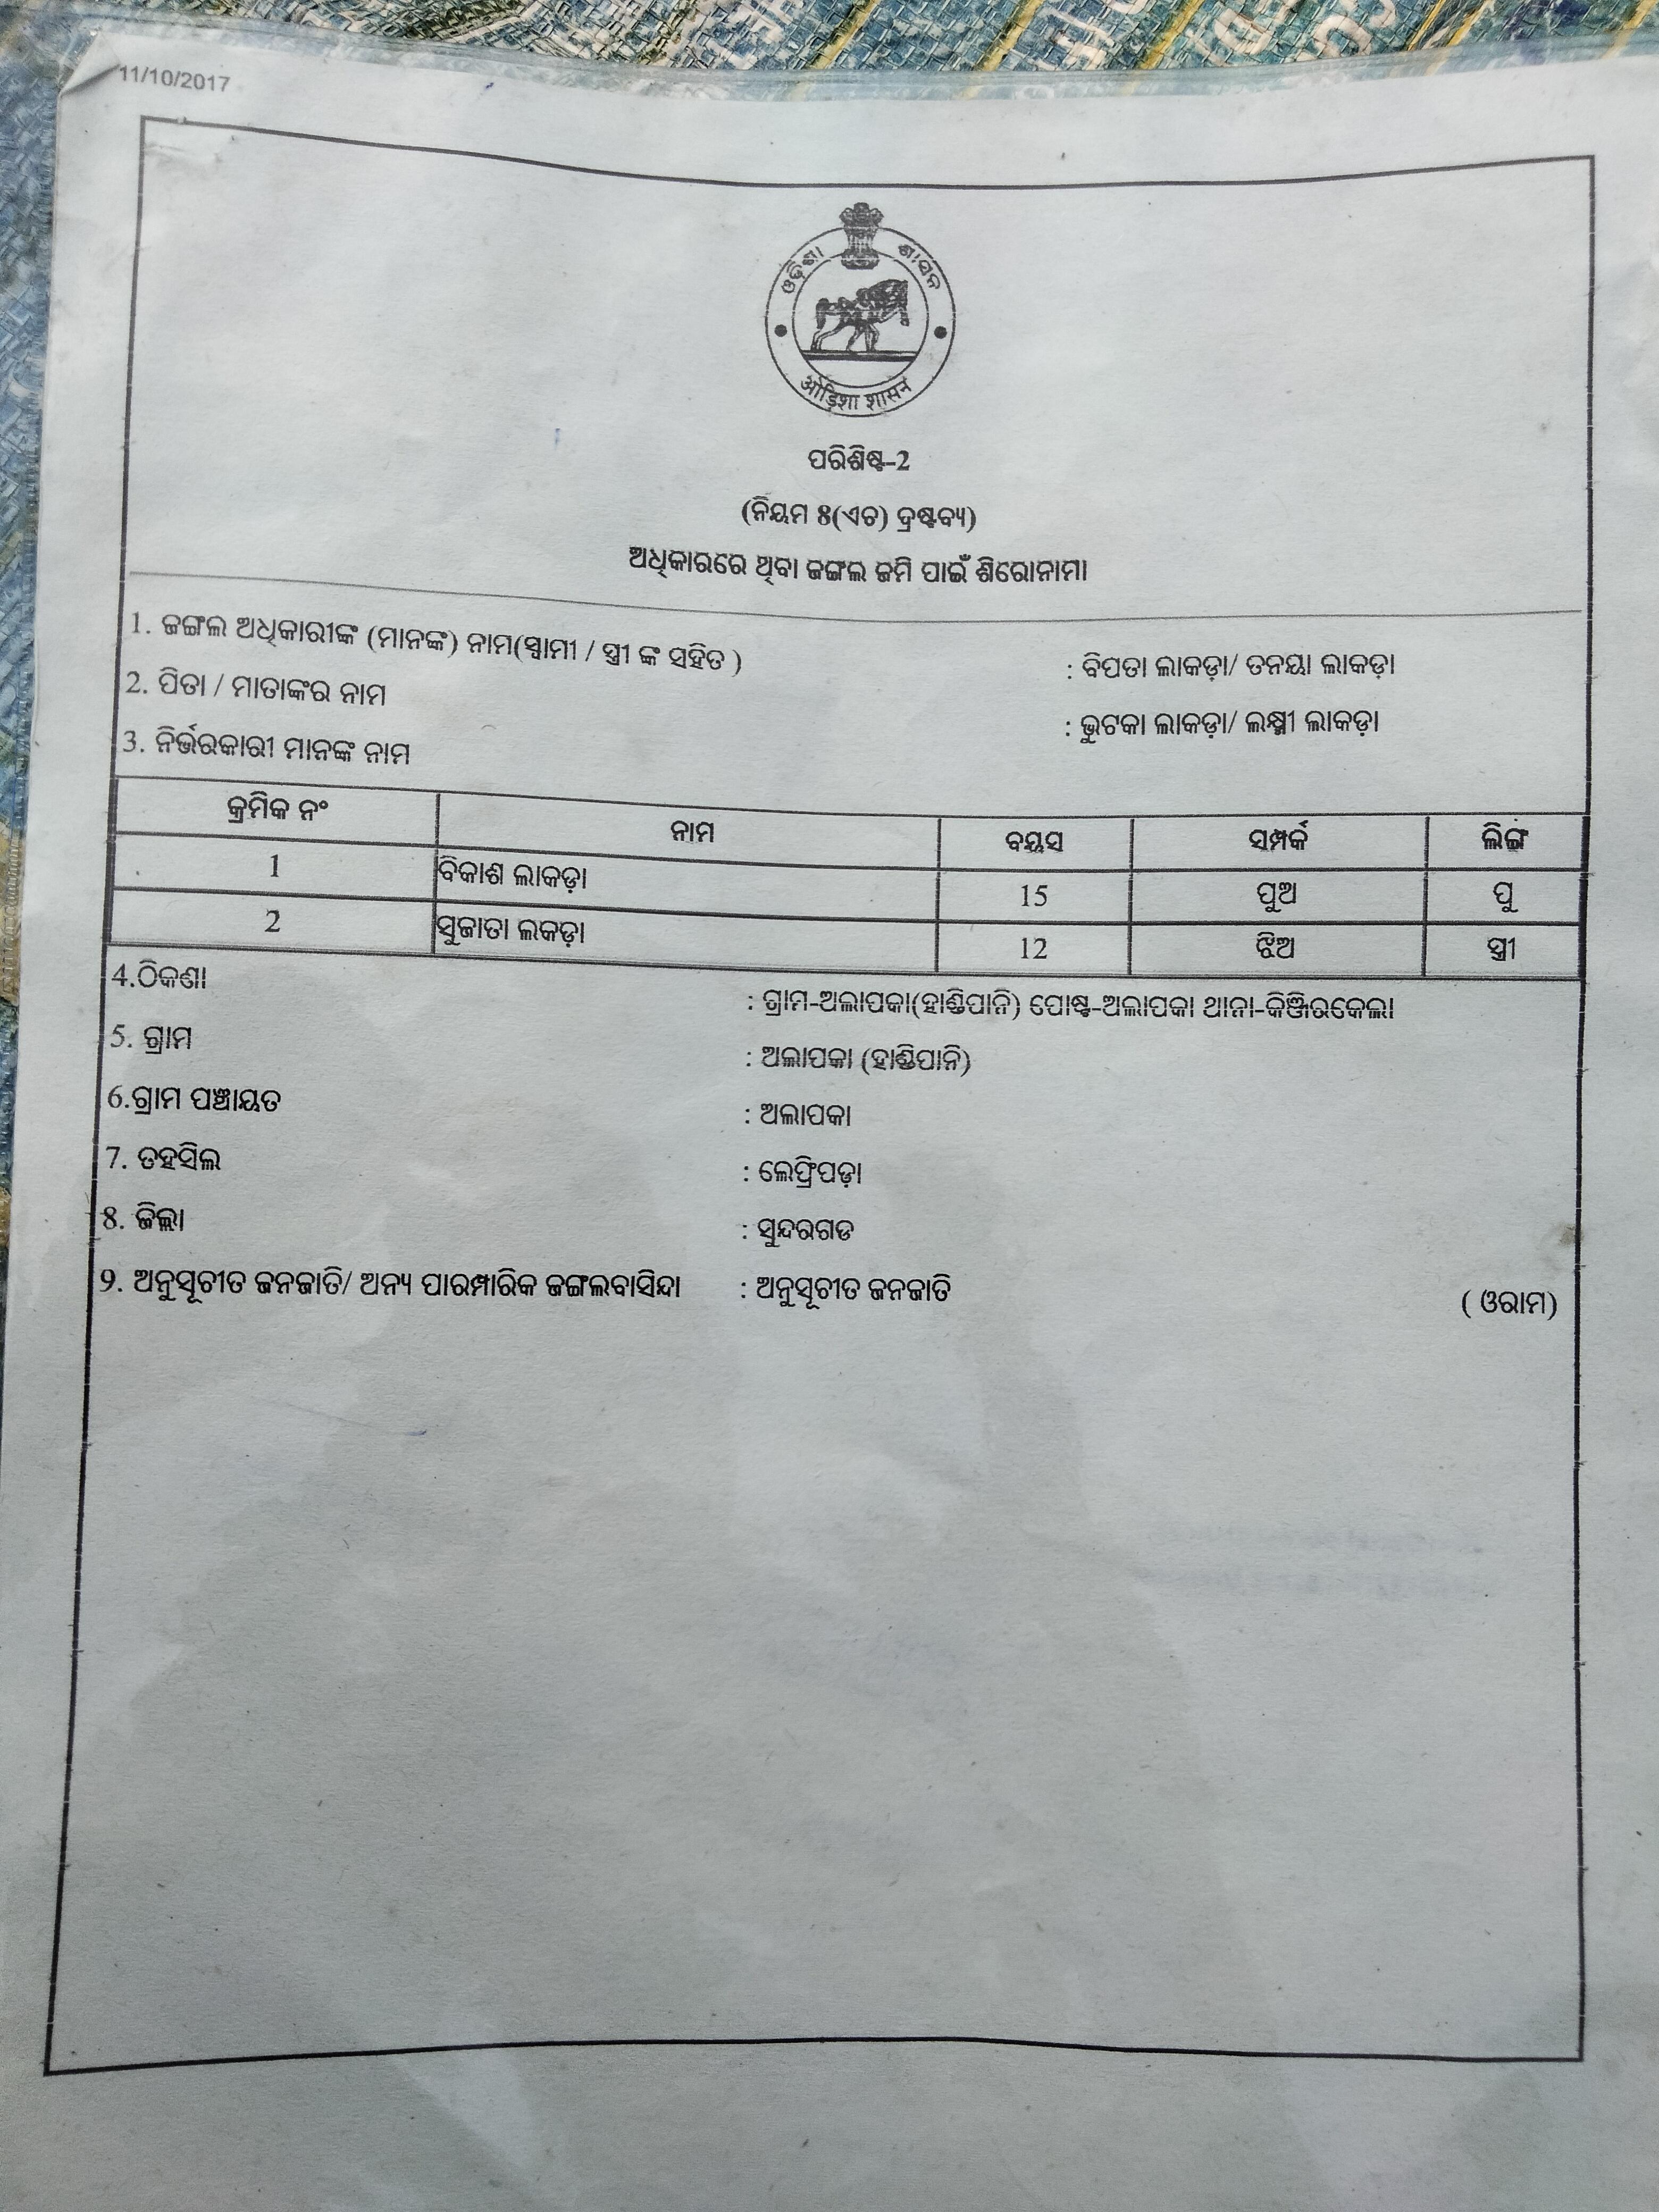 11/10/2017
ଓଡ଼ିଶା ଶାସନ
ओड़िशा शासन
ପରିଶିଷ୍ଟ-2
(ନିୟମ ୫(ଏଚ) ଦ୍ରଷ୍ଟବ୍ୟ)
ଅଧିକାରରେ ଥିବା ଜଙ୍ଗଲ ଜମି ପାଇଁ ଶିରୋନାମା
1. ଜଙ୍ଗଲ ଅଧିକାରୀଙ୍କ (ମାନଙ୍କ) ନାମ(ସ୍ୱାମୀ / ସ୍ତ୍ରୀ ଙ୍କ ସହିତ ) : ବିପତା ଲାକଡ଼ା/ ତନୟା ଲାକଡ଼ା
2. ପିତା / ମାତାଙ୍କର ନାମ : ଭୁଟକା ଲାକଡ଼ା/ ଲକ୍ଷ୍ମୀ ଲାକଡ଼ା
3. ନିର୍ଭରକାରୀ ମାନଙ୍କ ନାମ
କ୍ରମିକ ନଂ ନାମ ବୟସ ସମ୍ପର୍କ ଲିଙ୍ଗ
1 ବିକାଶ ଲାକଡ଼ା 15 ପୁଅ ପୁ
2 ସୁଜାତା ଲକଡ଼ା 12 ଝିଅ ସ୍ତ୍ରୀ
4.ଠିକଣା : ଗ୍ରାମ-ଅଲାପକା(ହାଣ୍ଡିପାନି) ପୋଷ୍ଟ-ଅଲାପକା ଥାନା-କିଞ୍ଜିରକେଲା
5. ଗ୍ରାମ : ଅଲାପକା (ହାଣ୍ଡିପାନି)
6.ଗ୍ରାମ ପଞ୍ଚାୟତ : ଅଲାପକା
7. ତହସିଲ : ଲେଫ୍ରିପଡ଼ା
8. ଜିଲ୍ଲା : ସୁନ୍ଦରଗଡ
୨. ଅନୁସୂଚୀତ ଜନଜାତି/ ଅନ୍ୟ ପାରମ୍ପାରିକ ଜଙ୍ଗଲବାସିନ୍ଦା : ଅନୁସୂଚୀତ ଜନଜାତି ( ଓରାମ)